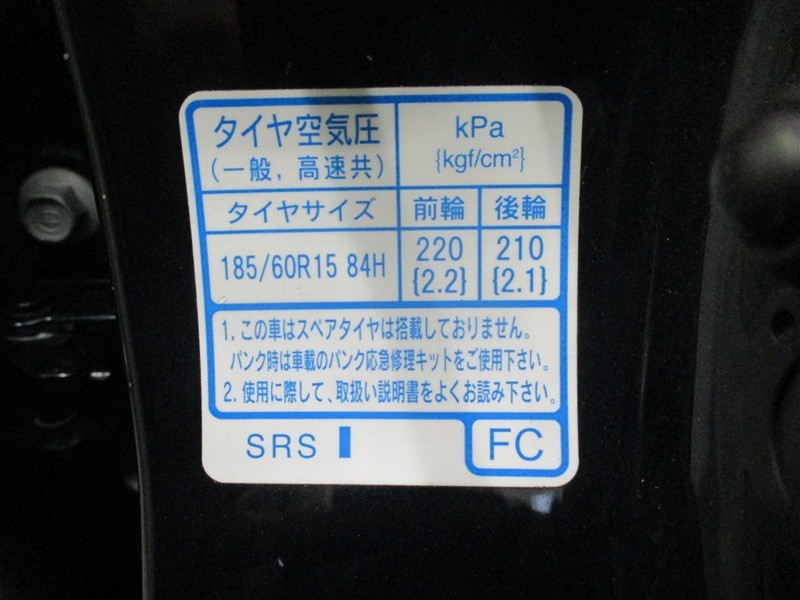 タイヤ空気圧
(一般, 高速共)
kPa
{kgf/cm²}
タイヤサイズ 前輪 後輪
185/60R15 84H 220 {2.2} 210 {2.1}
1. この車はスペアタイヤは搭載しておりません。
パンク時は車載のパンク応急修理キットをご使用下さい。
2. 使用に際して、取扱い説明書をよくお読み下さい。
SRS FC